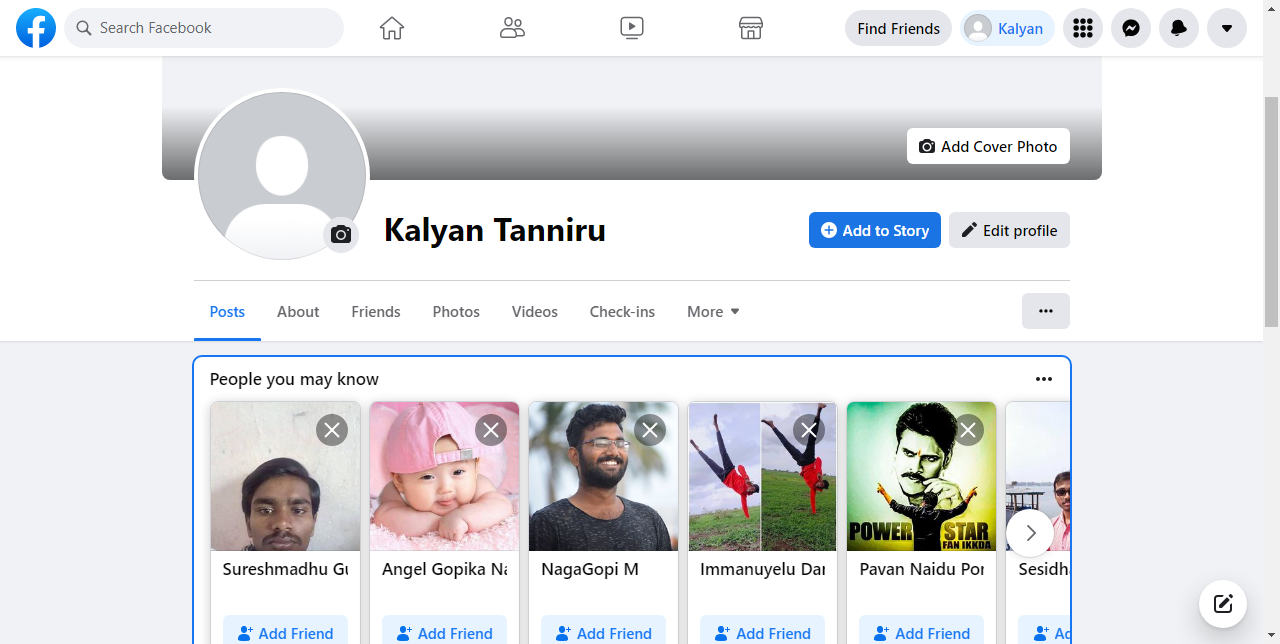 Search Facebook
Find Friends
Kalyan
Add Cover Photo
Kalyan Tanniru
Add to Story
Edit profile
Posts About Friends Photos Videos Check-ins More
People you may know
POWER STAR
FAN IKKDA
Sureshmadhu Gu
Angel Gopika Na
NagaGopi M
Immanuyelu Dar
Pavan Naidu Por
Sesidha
Add Friend
Add Friend
Add Friend
Add Friend
Add Friend
Ad